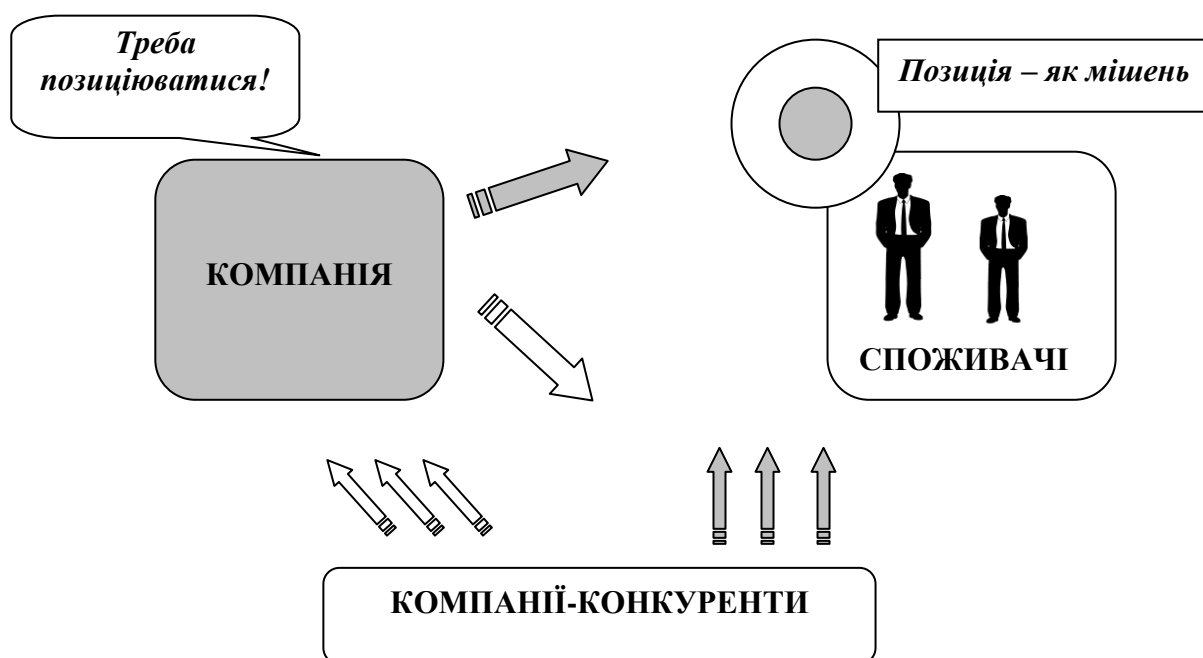 Треба
позиціюватися!
Позиція – як мішень
КОМПАНІЯ
СПОЖИВАЧІ
КОМПАНІЇ-КОНКУРЕНТИ